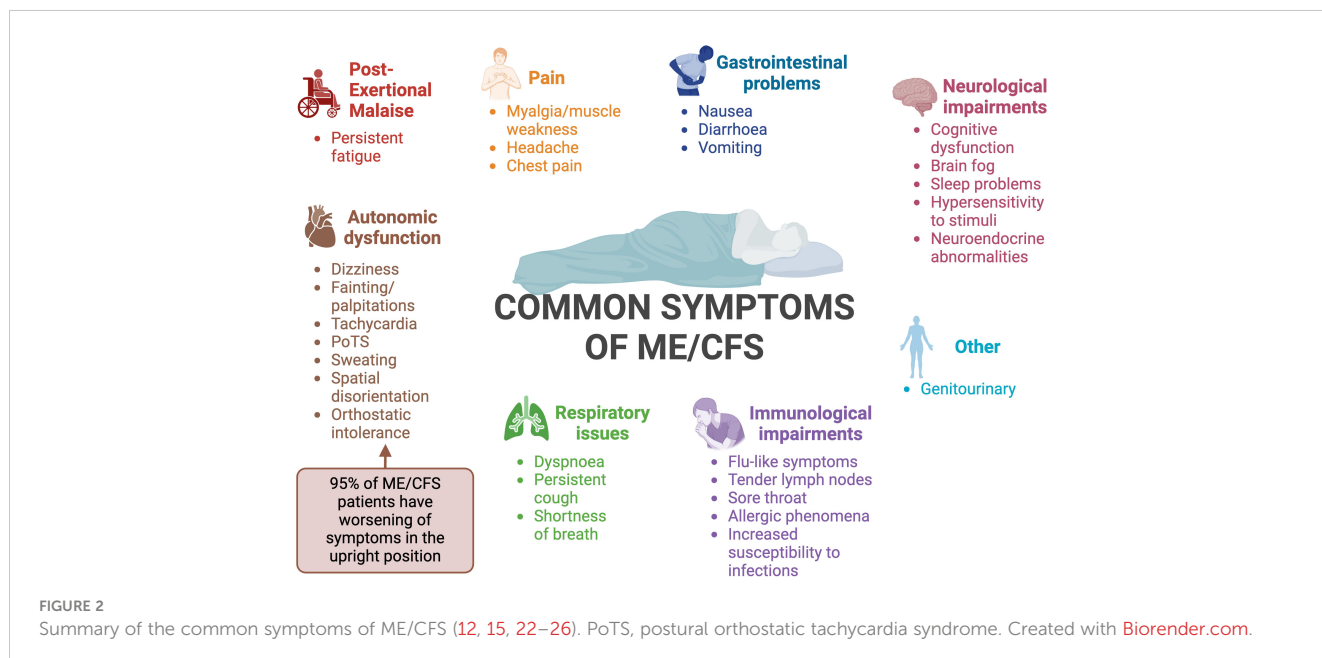 Post-
Exertional
Malaise
• Persistent
fatigue
Pain
• Myalgia/muscle
weakness
• Headache
• Chest pain
Gastrointestinal
problems
• Nausea
• Diarrhoea
• Vomiting
Neurological
impairments
• Cognitive
dysfunction
• Brain fog
• Sleep problems
• Hypersensitivity
to stimuli
• Neuroendocrine
abnormalities
Autonomic
dysfunction
• Dizziness
• Fainting/
palpitations
• Tachycardia
• PoTS
• Sweating
• Spatial
disorientation
• Orthostatic
intolerance
95% of ME/CFS
patients have
worsening of
symptoms in the
upright position
COMMON SYMPTOMS
OF ME/CFS
Other
• Genitourinary
Respiratory
issues
• Dyspnoea
• Persistent
cough
• Shortness
of breath
Immunological
impairments
• Flu-like symptoms
• Tender lymph nodes
• Sore throat
• Allergic phenomena
• Increased
susceptibility to
infections
FIGURE 2
Summary of the common symptoms of ME/CFS (12, 15, 22–26). PoTS, postural orthostatic tachycardia syndrome. Created with Biorender.com.